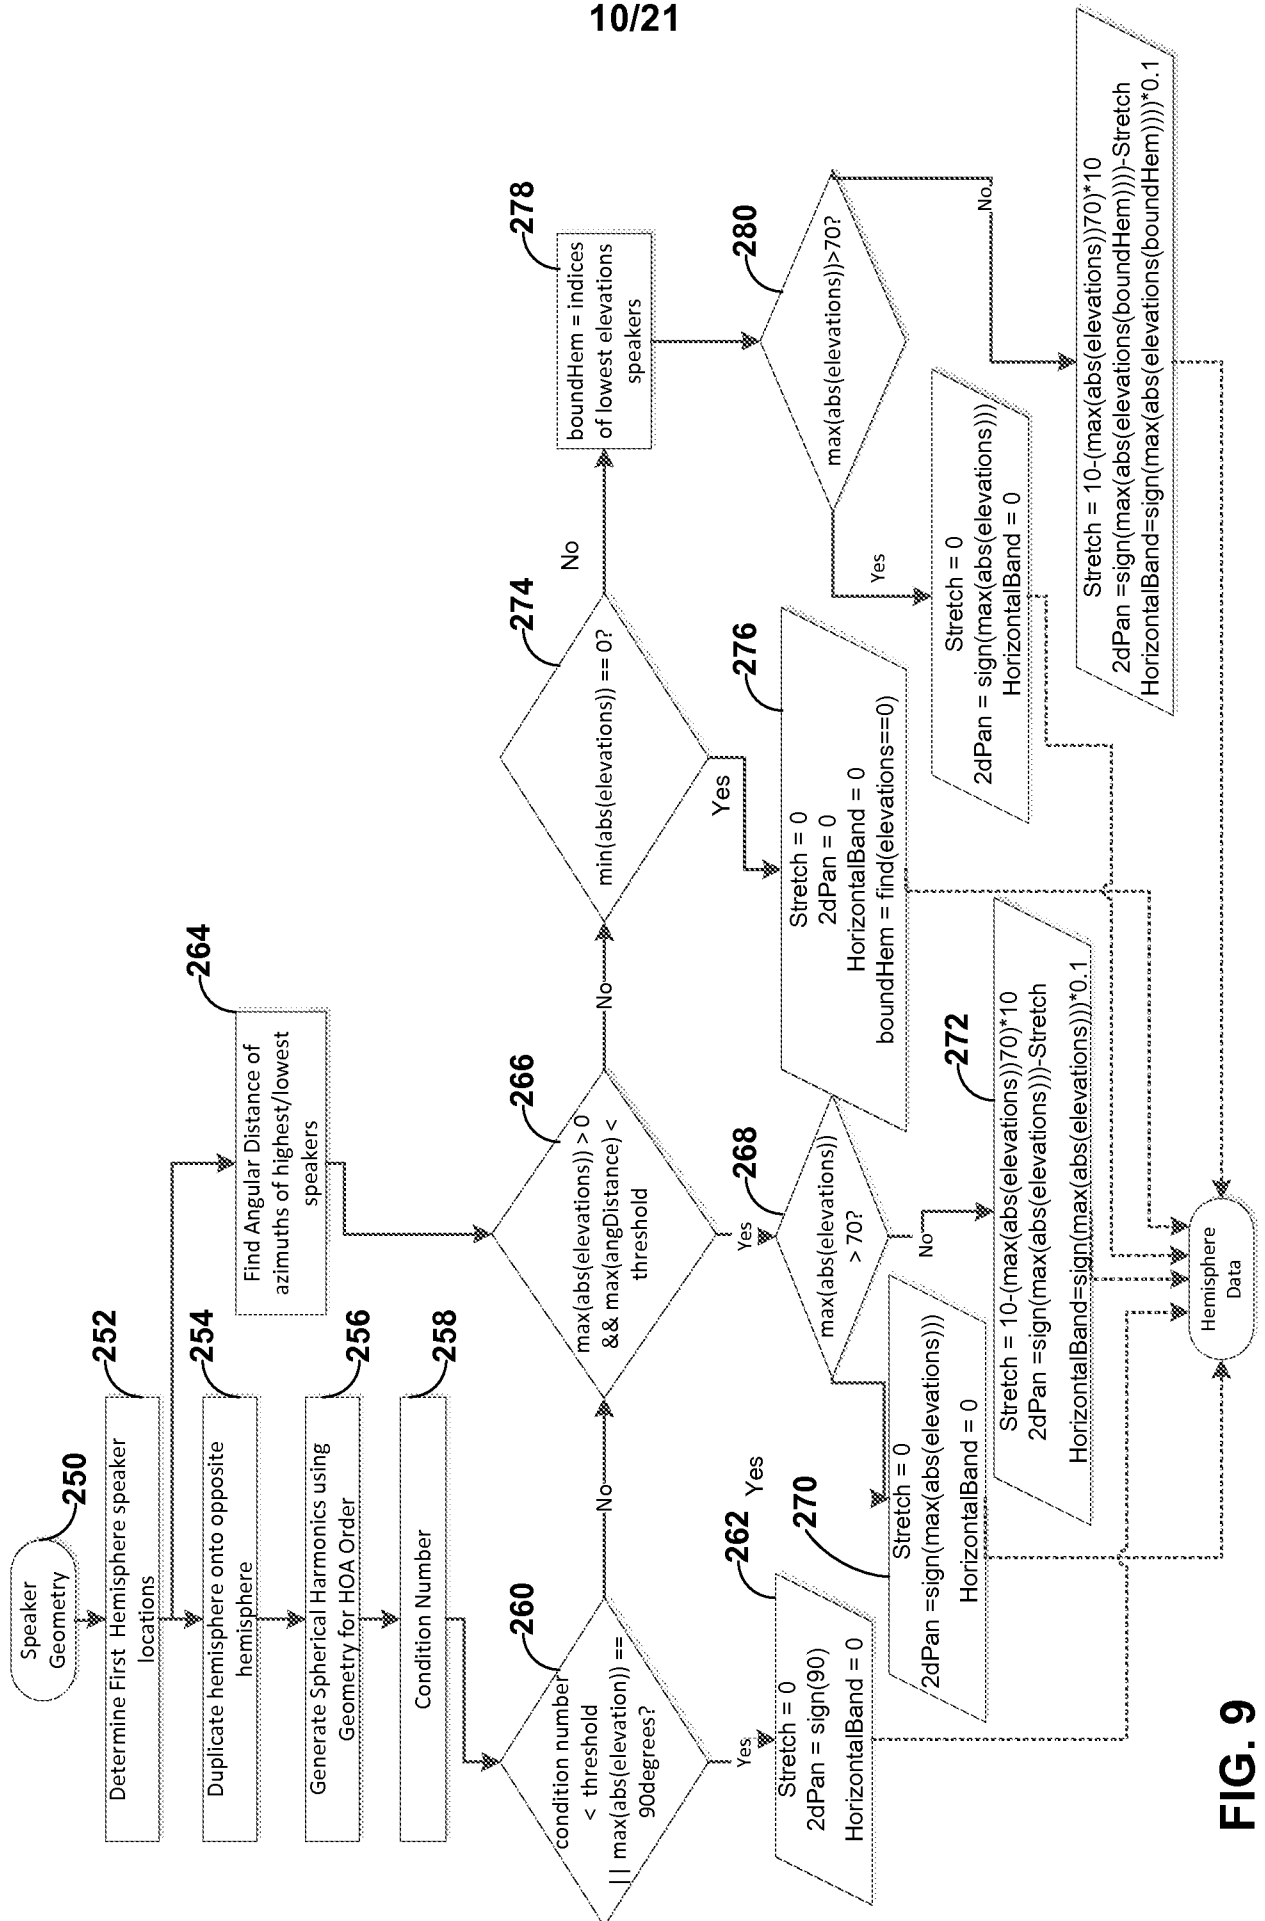 10/21
Speaker
Geometry
250
Determine First Hemisphere speaker
locations
252
Duplicate hemisphere onto opposite
hemisphere
254
Generate Spherical Harmonics using
Geometry for HOA Order
256
Condition Number
258
Find Angular Distance of
azimuths of highest/lowest
speakers
264
condition number
< threshold
|| max(abs(elevation)) ==
90degrees?
260
No
Yes
Stretch = 0
2dPan = sign(90)
HorizontalBand = 0
262
max(abs(elevations)) > 0
&& max(angDistance) <
threshold
266
No
Yes
max(abs(elevations))
> 70?
268
Yes
No
Stretch = 0
2dPan =sign(max(abs(elevations)))
HorizontalBand = 0
270
Stretch = 10-(max(abs(elevations))70)*10
2dPan =sign(max(abs(elevations)))-Stretch
HorizontalBand=sign(max(abs(elevations)))*0.1
272
min(abs(elevations)) == 0?
274
No
Yes
Stretch = 0
2dPan = 0
HorizontalBand = 0
boundHem = find(elevations==0)
276
boundHem = indices
of lowest elevations
speakers
278
max(abs(elevations))>70?
280
Yes
No
Stretch = 0
2dPan = sign(max(abs(elevations)))
HorizontalBand = 0
Stretch = 10-(max(abs(elevations))70)*10
2dPan =sign(max(abs(elevations(boundHem))))-Stretch
HorizontalBand=sign(max(abs(elevations(boundHem))))*0.1
Hemisphere
Data
FIG. 9